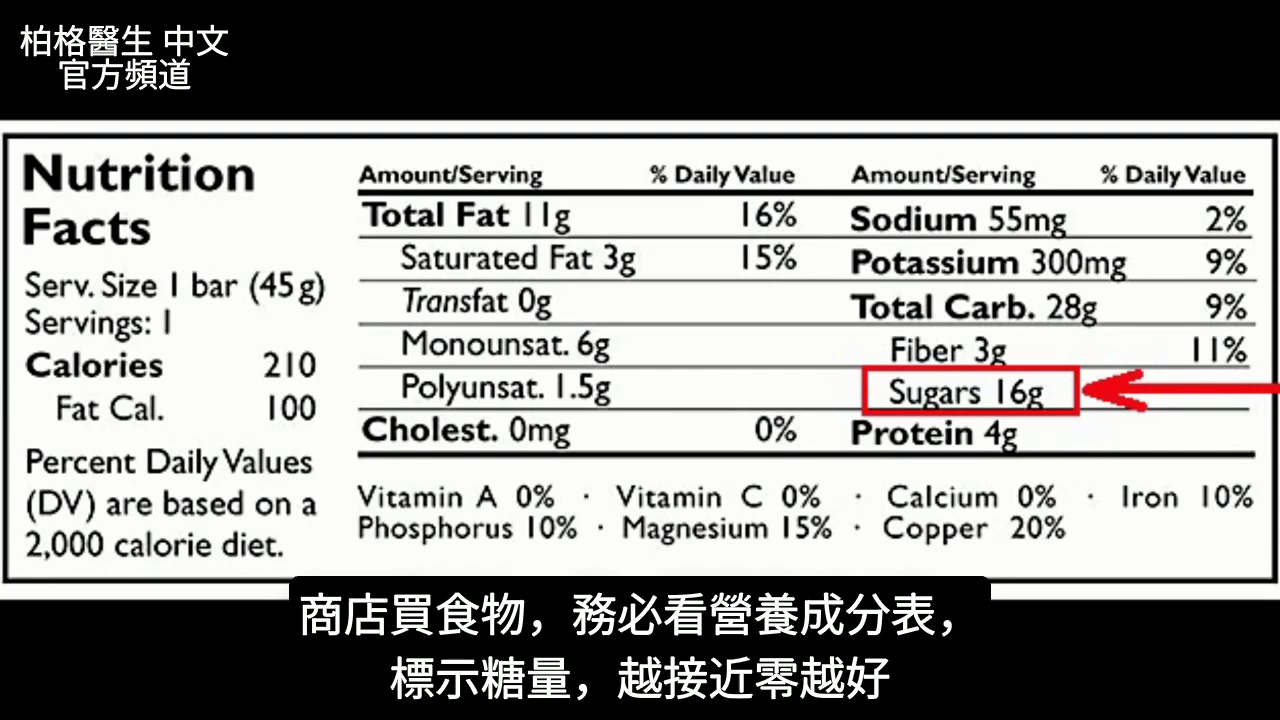 柏格醫生 中文
官方頻道
Nutrition
Facts
Serv. Size 1 bar (45g)
Servings: 1
Calories 210
Fat Cal. 100
Percent Daily Values
(DV) are based on a
2,000 calorie diet.
Amount/Serving % Daily Value
Total Fat 11g 16%
Saturated Fat 3g 15%
Transfat 0g
Monounsat. 6g
Polyunsat. 1.5g
Cholest. 0mg 0%
Amount/Serving % Daily Value
Sodium 55mg 2%
Potassium 300mg 9%
Total Carb. 28g 9%
Fiber 3g 11%
Sugars 16g
Protein 4g
Vitamin A 0% · Vitamin C 0% · Calcium 0% · Iron 10%
Phosphorus 10% · Magnesium 15% · Copper 20%
商店買食物，務必看營養成分表，
標示糖量，越接近零越好